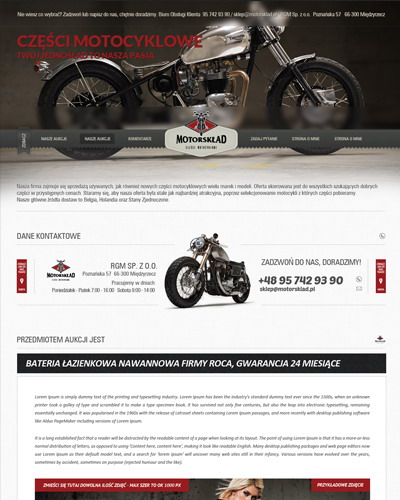 Nie wiesz co wybrać? Zadzwoń lub napisz do nas, chętnie doradzimy. Biuro Obsługi Klienta 95 742 93 90 / sklep@motorsklad.pl RGM Sp. z o.o. Poznańska 57 66-300 Międzyrzecz
CZĘŚCI MOTOCYKLOWE
TWÓJ JEDNOŚLAD TO NASZA PASJA
NASZE AUKCJE
NASZE AUKCJE
KOMENTARZE
MOTORSKŁAD
CZĘŚCI MOTOCYKLOWE
ZADAJ PYTANIE
STRONA O MNIE
STRONA O MNIE
Nasza firma zajmuje się sprzedażą używanych, jak również nowych części motocyklowych wielu marek i modeli. Oferta skierowana jest do wszystkich szukających dobrych
części w przystępnych cenach. Staramy się, aby nasza oferta była stale jak najbardziej atrakcyjna, poprzez selekcjonowanie motocykli z których części pobieramy
Nasze główne źródła dostaw to Belgia, Holandia oraz Stany Zjednoczone.
DANE KONTAKTOWE
MOTORSKŁAD
RGM SP. Z O.O.
Poznańska 57 66-300 Międzyrzecz
Pracujemy w dniach
Poniedziałek - Piątek 7:00 - 14:00 Sobota 9:00 - 14:00
ZADZWOŃ DO NAS, DORADZIMY!
+48 95 742 93 90
sklep@motorsklad.pl
PRZEDMIOTEM AUKCJI JEST
BATERIA ŁAZIENKOWA NAWANNOWA FIRMY ROCA, GWARANCJA 24 MIESIĄCE
Lorem Ipsum is simply dummy text of the printing and typesetting industry. Lorem Ipsum has been the industry's standard dummy text ever since the 1500s, when an unknown
printer took a galley of type and scrambled it to make a type specimen book. It has survived not only five centuries, but also the leap into electronic typesetting, remaining
essentially unchanged. It was popularised in the 1960s with the release of Letraset sheets containing Lorem Ipsum passages, and more recently with desktop publishing software
like Aldus PageMaker including versions of Lorem Ipsum.
It is a long established fact that a reader will be distracted by the readable content of a page when looking at its layout. The point of using Lorem Ipsum is that it has a more-or-less
normal distribution of letters, as opposed to using 'Content here, content here', making it look like readable English. Many desktop publishing packages and web page editors now
use Lorem Ipsum as their default model text, and a search for 'lorem ipsum' will uncover many web sites still in their infancy. Various versions have evolved over the years,
sometimes by accident, sometimes on purpose (injected humour and the like).
ZMIEŚCI SIĘ TUTAJ DOWOLNA ILOŚĆ ZDJĘĆ - MAX SZER TO OK 1000 PX
PRZYKŁADOWE ZDJĘCIE